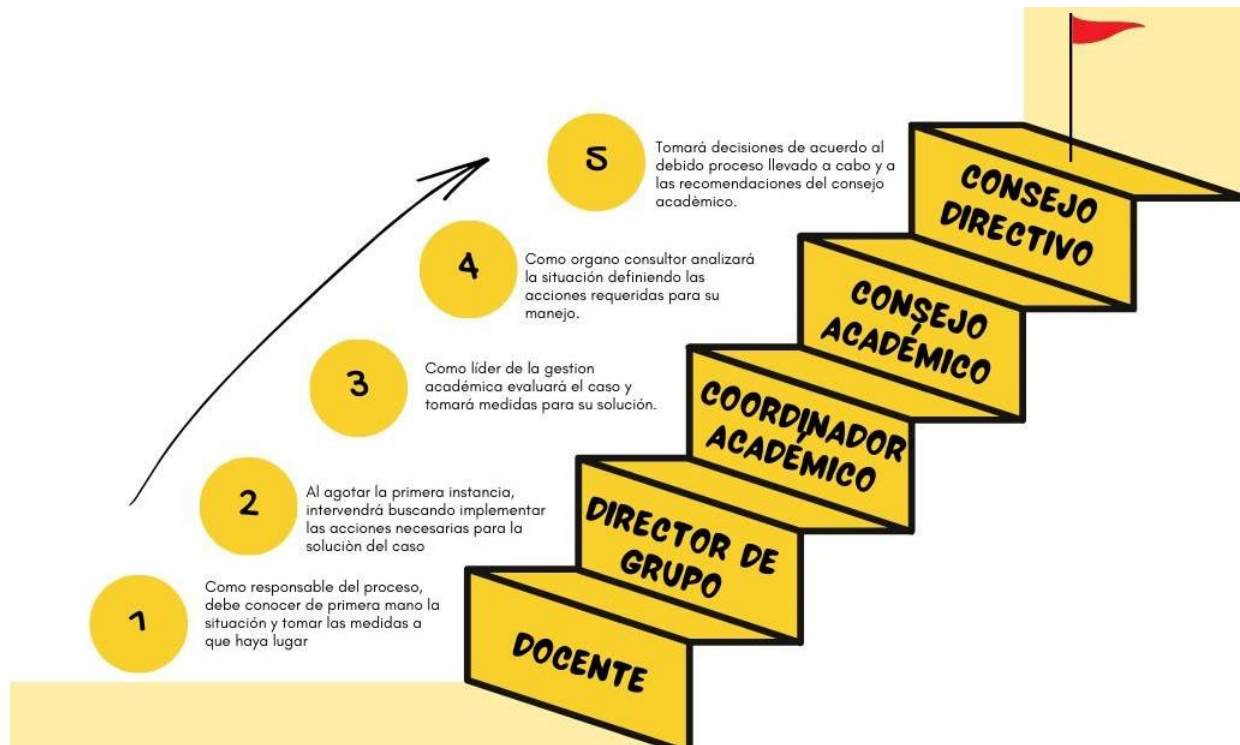 5
Tomará decisiones de acuerdo al
debido proceso llevado a cabo y a
las recomendaciones del consejo
acadèmico.
CONSEJO
DIRECTIVO
4
Como organo consultor analizará
la situación definiendo las
acciones requeridas para su
manejo.
CONSEJO
ACADÉMICO
3
Como líder de la gestion
académica evaluará el caso y
tomará medidas para su solución.
COORDINADOR
ACADÉMICO
2
Al agotar la primera instancia,
intervendrá buscando implementar
las acciones necesarias para la
soluciòn del caso
DIRECTOR DE
GRUPO
1
Como responsable del proceso,
debe conocer de primera mano la
situación y tomar las medidas a
que haya lugar
DOCENTE